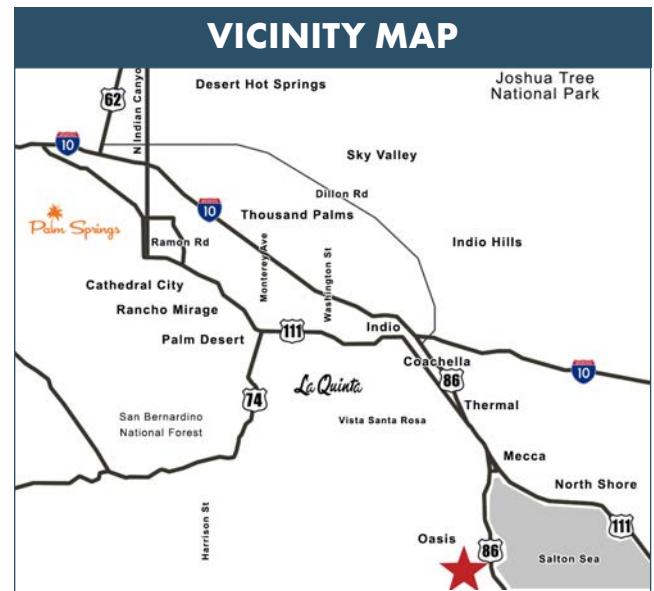 VICINITY MAP
Joshua Tree
National Park
Desert Hot Springs
62
N Indian Canyo
10
Sky Valley
Dillon Rd
10
Thousand Palms
Palm Springs
Ramon Rd
Indio Hills
Monterey Ave
Washington St
Cathedral City
Rancho Mirage
Palm Desert
111
Indio
Coachella
10
86
La Quinta
74
Thermal
San Bernardino
National Forest
Vista Santa Rosa
Mecca
North Shore
Harrison St
111
Oasis
86
Salton Sea